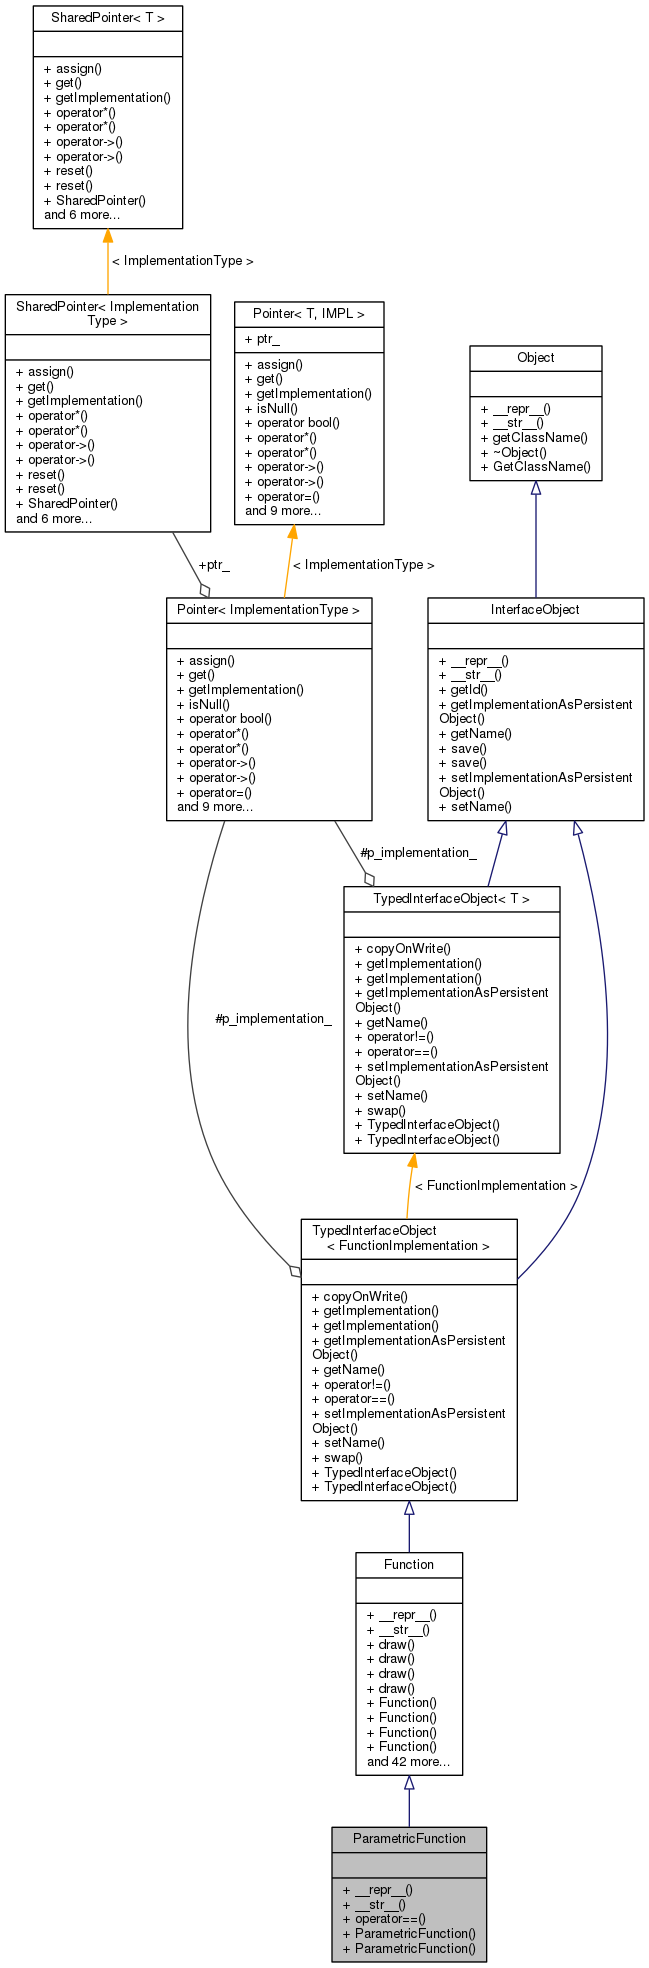 SharedPointer< T >
+ assign()
+ get()
+ getImplementation()
+ operator*()
+ operator*()
+ operator->()
+ operator->()
+ reset()
+ reset()
+ SharedPointer()
and 6 more...
< ImplementationType >
SharedPointer< Implementation
Type >
+ assign()
+ get()
+ getImplementation()
+ operator*()
+ operator*()
+ operator->()
+ operator->()
+ reset()
+ reset()
+ SharedPointer()
and 6 more...
Pointer< T, IMPL >
+ ptr_
+ assign()
+ get()
+ getImplementation()
+ isNull()
+ operator bool()
+ operator*()
+ operator*()
+ operator->()
+ operator->()
+ operator=()
and 9 more...
Object
+ __repr__()
+ __str__()
+ getClassName()
+ ~Object()
+ GetClassName()
+ptr_
< ImplementationType >
Pointer< ImplementationType >
+ assign()
+ get()
+ getImplementation()
+ isNull()
+ operator bool()
+ operator*()
+ operator*()
+ operator->()
+ operator->()
+ operator=()
and 9 more...
InterfaceObject
+ __repr__()
+ __str__()
+ getId()
+ getImplementationAsPersistent
Object()
+ getName()
+ save()
+ save()
+ setImplementationAsPersistent
Object()
+ setName()
#p_implementation_
TypedInterfaceObject< T >
+ copyOnWrite()
+ getImplementation()
+ getImplementation()
+ getImplementationAsPersistent
Object()
+ getName()
+ operator!=()
+ operator==()
+ setImplementationAsPersistent
Object()
+ setName()
+ swap()
+ TypedInterfaceObject()
+ TypedInterfaceObject()
#p_implementation_
< FunctionImplementation >
TypedInterfaceObject
< FunctionImplementation >
+ copyOnWrite()
+ getImplementation()
+ getImplementation()
+ getImplementationAsPersistent
Object()
+ getName()
+ operator!=()
+ operator==()
+ setImplementationAsPersistent
Object()
+ setName()
+ swap()
+ TypedInterfaceObject()
+ TypedInterfaceObject()
Function
+ __repr__()
+ __str__()
+ draw()
+ draw()
+ draw()
+ draw()
+ Function()
+ Function()
+ Function()
+ Function()
and 42 more...
ParametricFunction
+ __repr__()
+ __str__()
+ operator==()
+ ParametricFunction()
+ ParametricFunction()